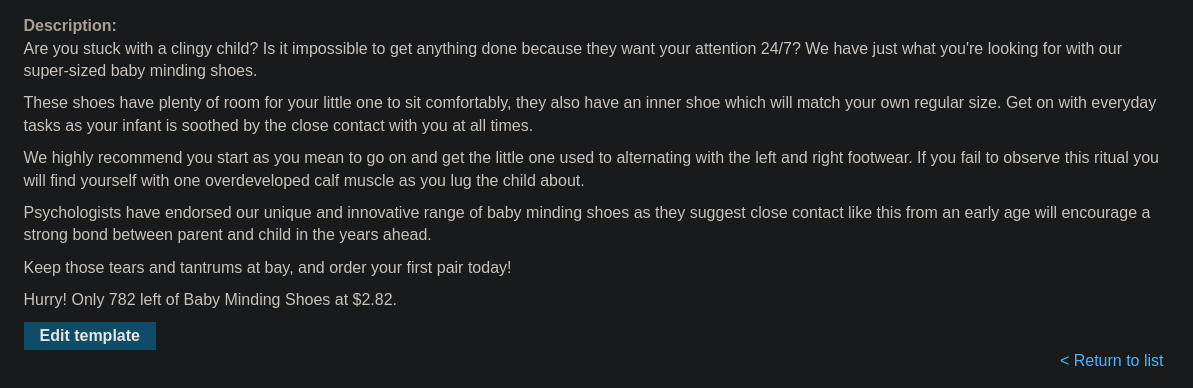 Description:
Are you stuck with a clingy child? Is it impossible to get anything done because they want your attention 24/7? We have just what you're looking for with our
super-sized baby minding shoes.
These shoes have plenty of room for your little one to sit comfortably, they also have an inner shoe which will match your own regular size. Get on with everyday
tasks as your infant is soothed by the close contact with you at all times.
We highly recommend you start as you mean to go on and get the little one used to alternating with the left and right footwear. If you fail to observe this ritual you
will find yourself with one overdeveloped calf muscle as you lug the child about.
Psychologists have endorsed our unique and innovative range of baby minding shoes as they suggest close contact like this from an early age will encourage a
strong bond between parent and child in the years ahead.
Keep those tears and tantrums at bay, and order your first pair today!
Hurry! Only 782 left of Baby Minding Shoes at $2.82.
Edit template
< Return to list